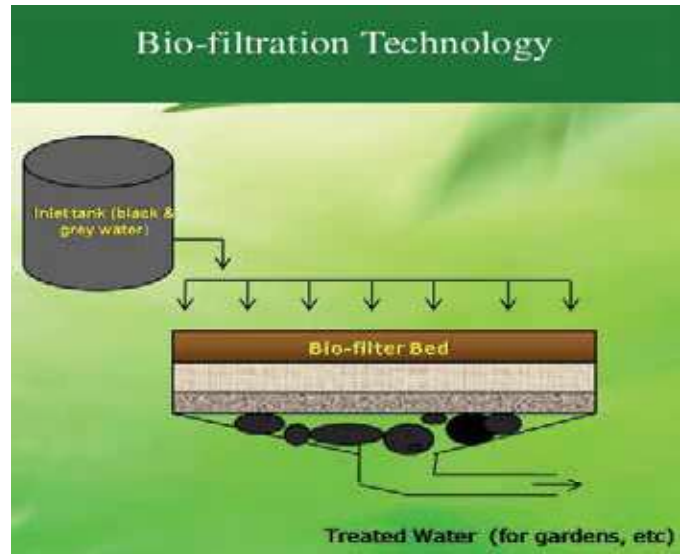 Bio-filtration Technology
Inlet tank (black &
grey water)
Bio-filter Bed
Treated Water (for gardens, etc)